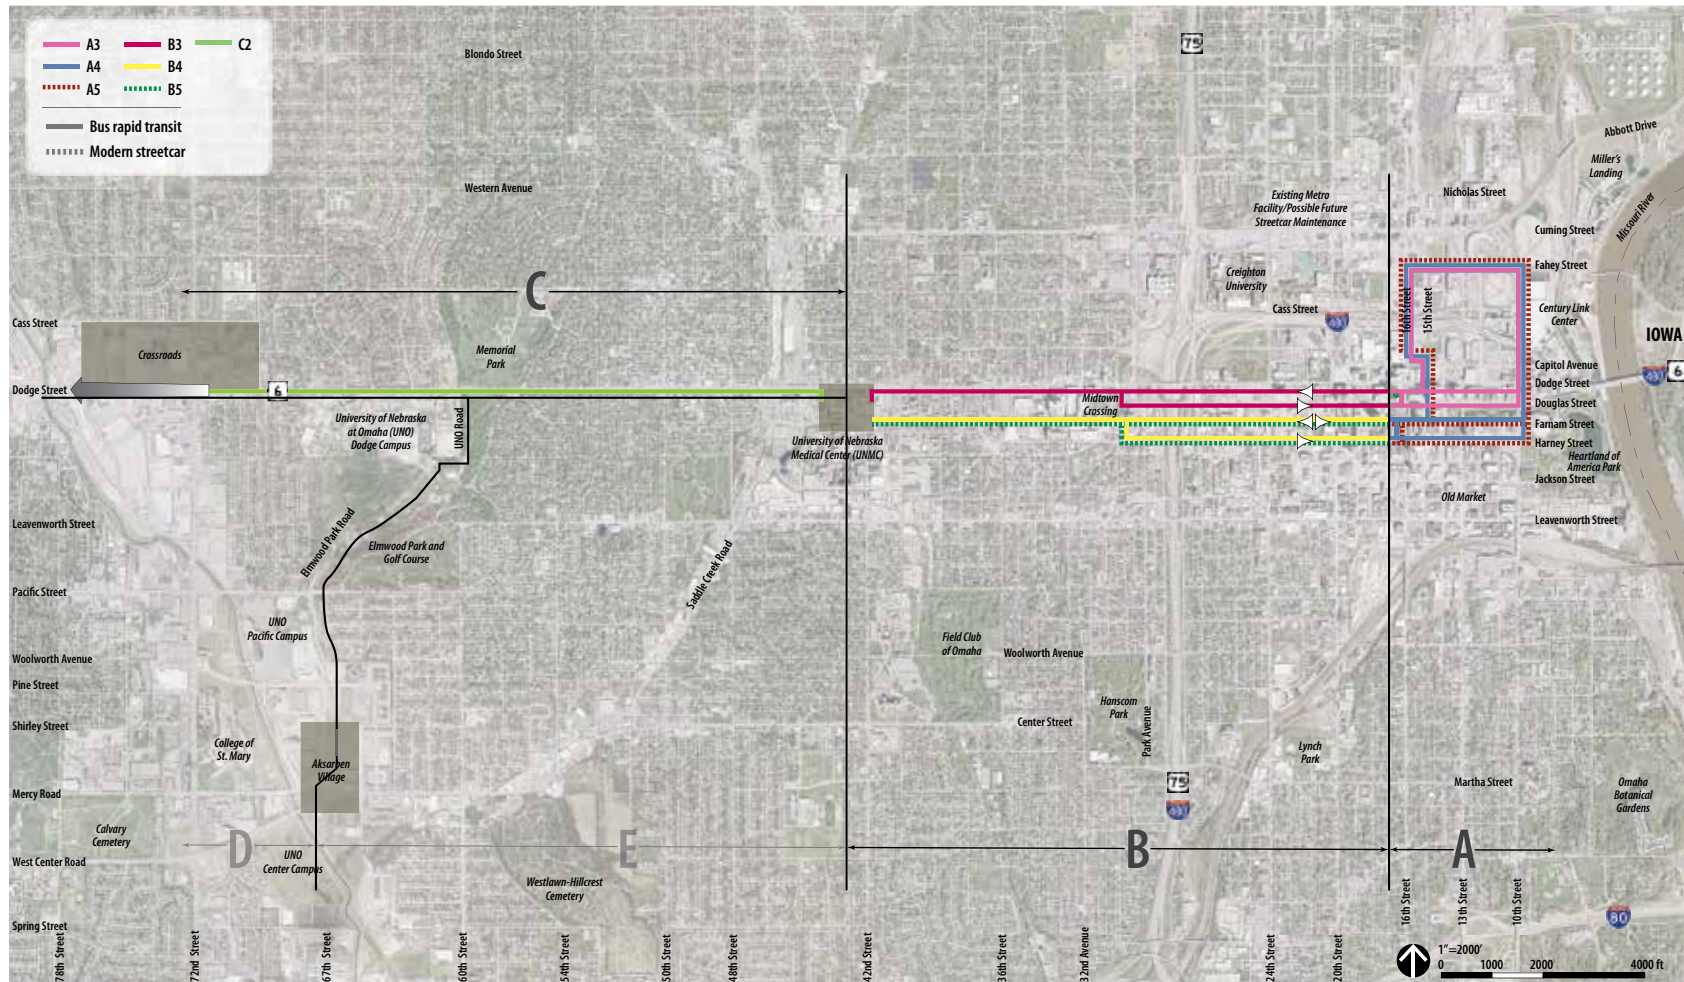 A3
B3
C2
A4
B4
A5
B5
Bus rapid transit
Modern streetcar
Blondo Street
75
Abbott Drive
Miller's
Landing
Missouri River
Western Avenue
Existing Metro
Facility/Possible Future
Streetcar Maintenance
Nicholas Street
Cuming Street
Fahey Street
C
Creighton
University
Cass Street
16th Street
15th Street
Century Link
Center
IOWA
Cass Street
Crossroads
Memorial
Park
Capitol Avenue
Dodge Street
6
Dodge Street
6
Midtown
Crossing
Douglas Street
University of Nebraska
at Omaha (UNO)
Dodge Campus
UNO Road
University of Nebraska
Medical Center (UNMC)
Farnam Street
Harney Street
Heartland of
America Park
Jackson Street
Old Market
Leavenworth Street
Leavenworth Street
Elmwood Park Road
Elmwood Park and
Golf Course
Saddle Creek Road
Pacific Street
UNO
Pacific Campus
Field Club
of Omaha
Woolworth Avenue
Woolworth Avenue
Pine Street
Hanscom
Park
Park Avenue
Shirley Street
Center Street
College of
St. Mary
Aksarben
Village
Lynch
Park
75
Martha Street
Omaha
Botanical
Gardens
Mercy Road
Calvary
Cemetery
D
E
B
A
West Center Road
UNO
Center Campus
Westlawn-Hillcrest
Cemetery
16th Street
13th Street
10th Street
80
Spring Street
78th Street
72nd Street
67th Street
60th Street
54th Street
50th Street
48th Street
42nd Street
36th Street
32nd Avenue
24th Street
20th Street
1"=2000'
0
1000
2000
4000 ft